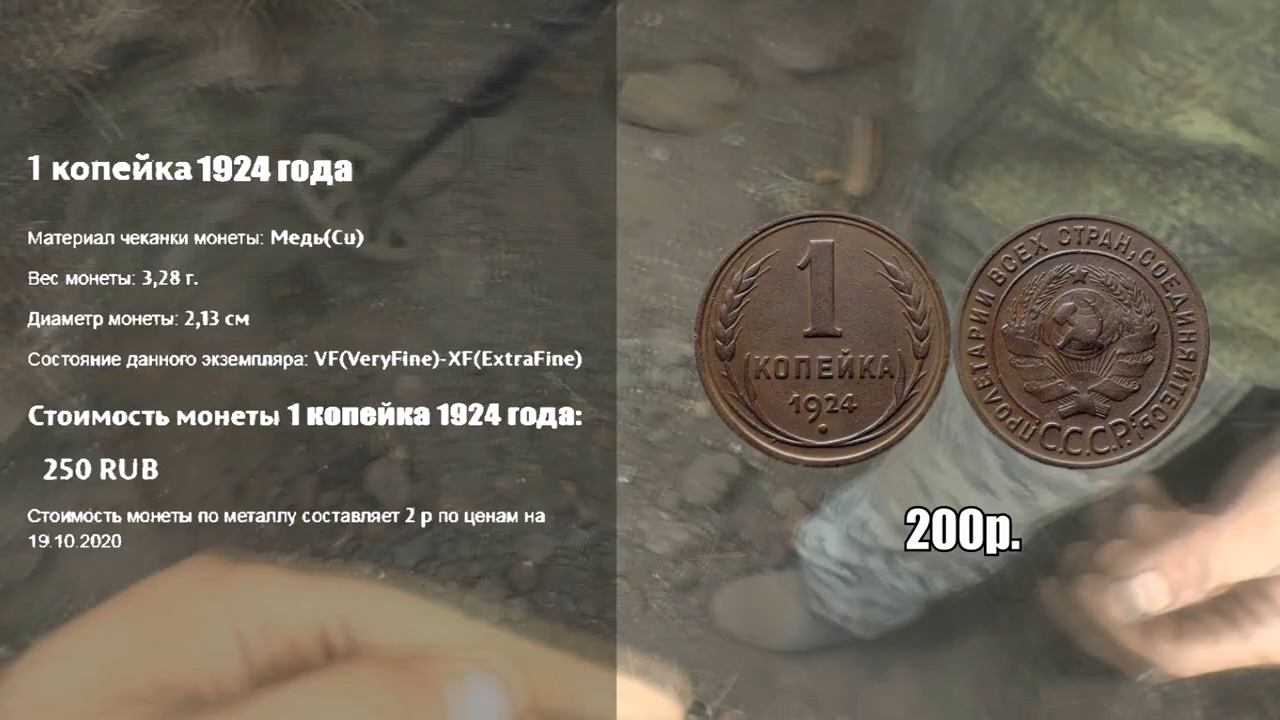 1 копейка 1924 года
Материал чеканки монеты: Медь(Cu)
Вес монеты: 3,28 г.
Диаметр монеты: 2,13 см
Состояние данного экземпляра: VF(VeryFine)-XF(ExtraFine)
Стоимость монеты 1 копейка 1924 года:
250 RUB
Стоимость монеты по металлу составляет 2 р по ценам на
19.10.2020
1
КОПЕЙКА
1924
ПРОЛЕТАРИИ ВСЕХ СТРАН, СОЕДИНЯЙТЕСЬ!
С.С.С.Р.
200р.